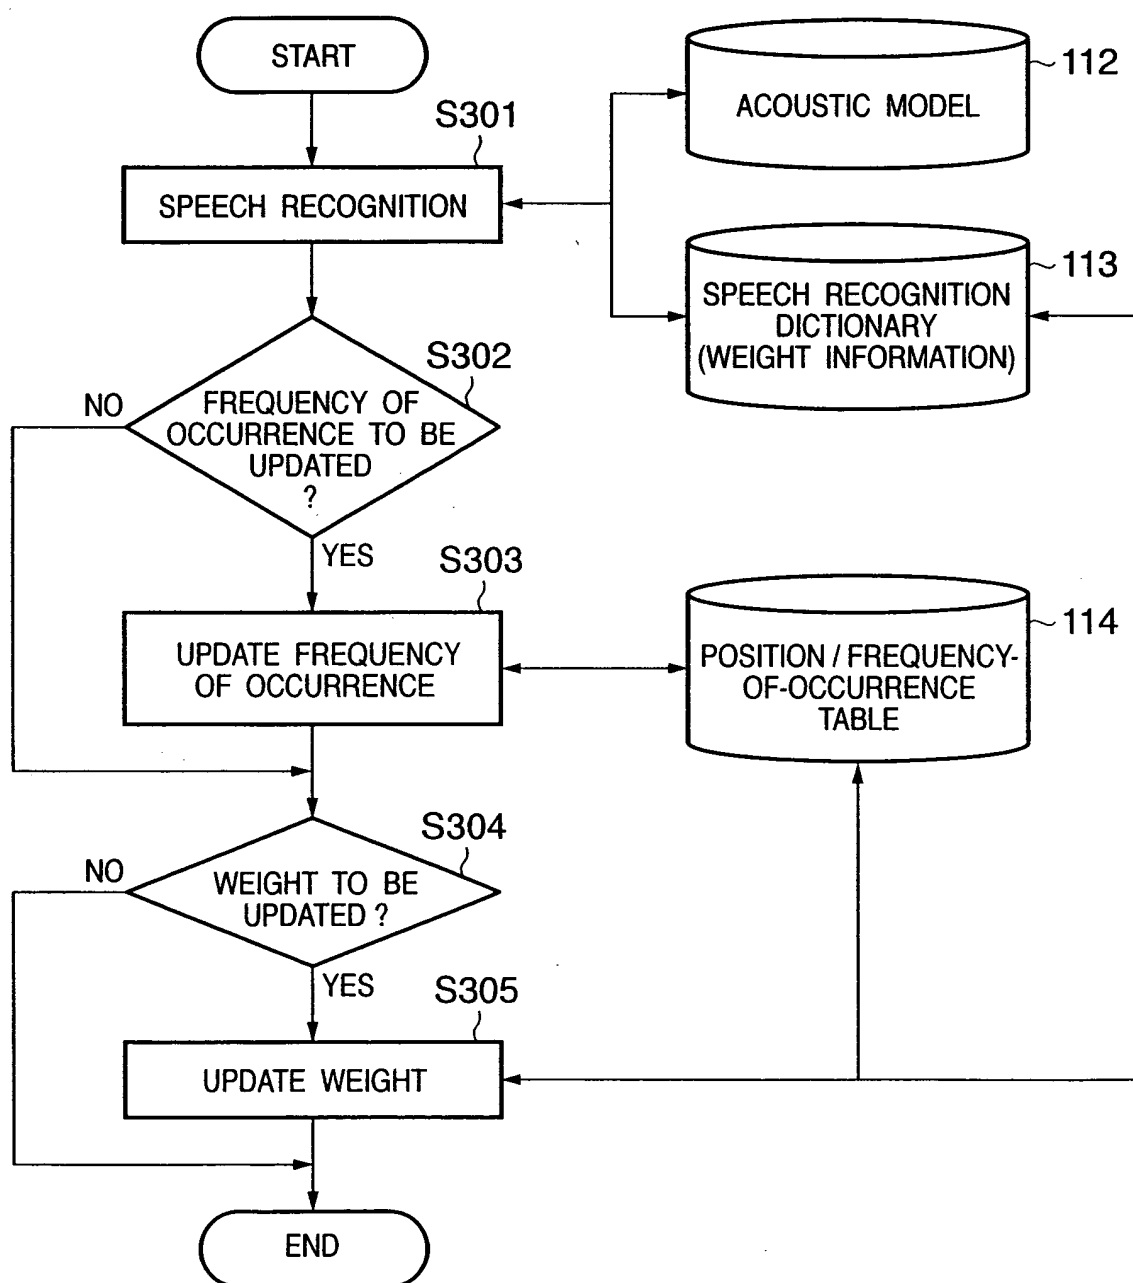 START
S301
SPEECH RECOGNITION
ACOUSTIC MODEL
112
SPEECH RECOGNITION
DICTIONARY
(WEIGHT INFORMATION)
113
S302
NO
FREQUENCY OF
OCCURRENCE TO BE
UPDATED
?
YES
S303
UPDATE FREQUENCY
OF OCCURRENCE
POSITION / FREQUENCY-
OF-OCCURRENCE
TABLE
114
S304
NO
WEIGHT TO BE
UPDATED ?
YES
S305
UPDATE WEIGHT
END